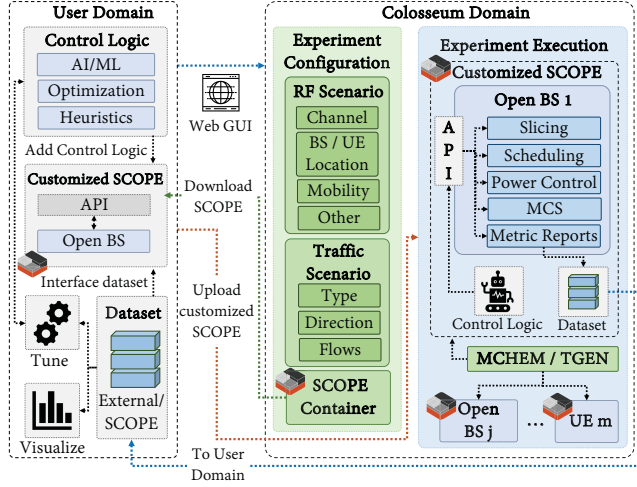 User Domain
Control Logic
AI/ML
Optimization
Heuristics
Add Control Logic
Customized SCOPE
API
Open BS
Interface dataset
Dataset
External/
SCOPE
Tune
Visualize
Web GUI
Download
SCOPE
Upload
customized
SCOPE
To User
Domain
Colosseum Domain
Experiment
Configuration
RF Scenario
Channel
BS / UE
Location
Mobility
Other
Traffic
Scenario
Type
Direction
Flows
SCOPE
Container
Experiment Execution
Customized SCOPE
Open BS 1
A
P
I
Slicing
Scheduling
Power Control
MCS
Metric Reports
Control Logic
Dataset
MCHEM / TGEN
Open
BS j
...
UE m